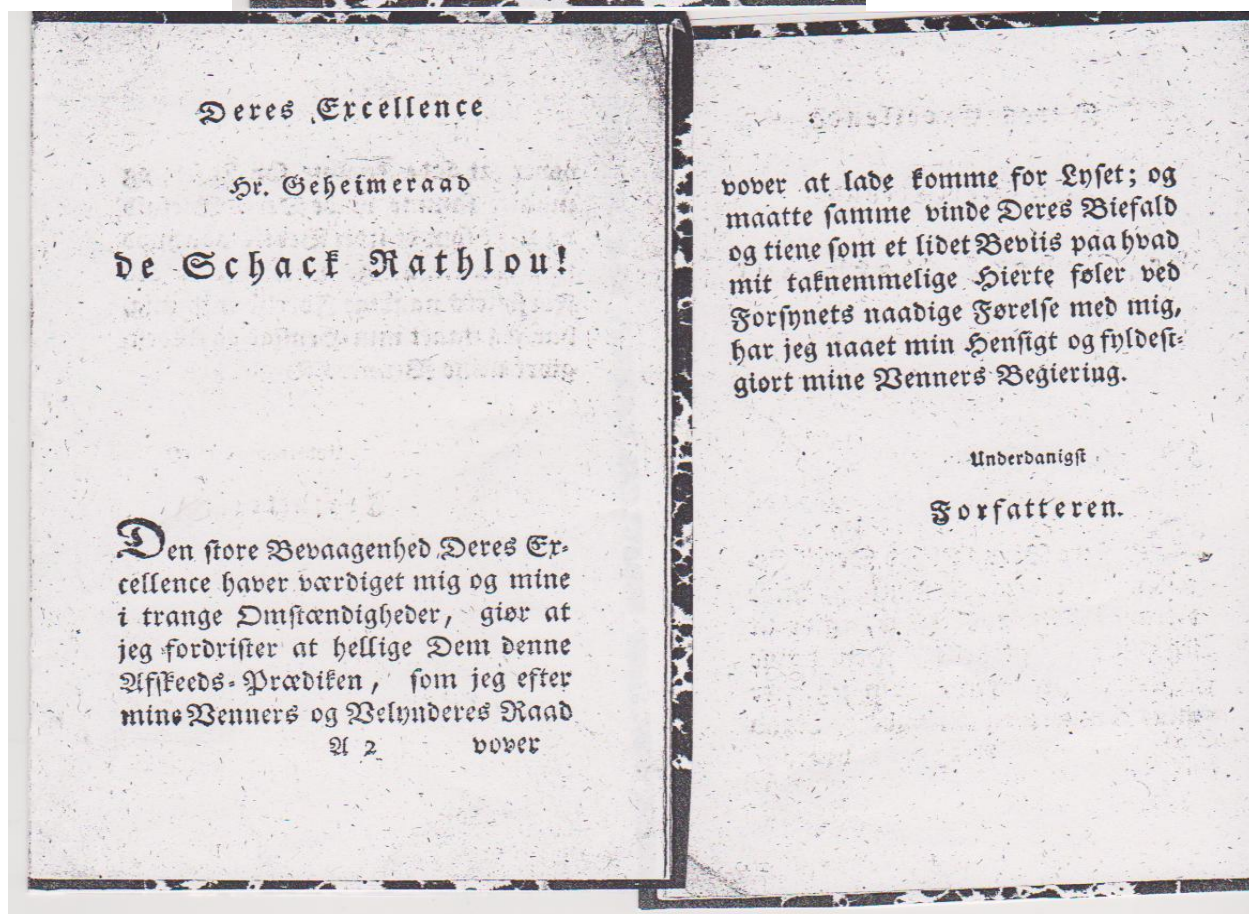 Deres Excellence
Hr. Geheimeraad
de Schack Rathlou!
Den store Bevaagenhed Deres Ex-
cellence haver værdiget mig og mine
i trange Omstændigheder, giør at
jeg fordrister at hellige Dem denne
Afskeeds-Prædiken, som jeg efter
mine Venners og Velynderes Raad
A 2 vover
vover at lade komme for Lyset; og
maatte samme vinde Deres Biefald
og tiene som et lidet Beviis paa hvad
mit taknemmelige Hierte føler ved
Forsynets naadige Førelse med mig,
har jeg naaet min Hensigt og fyldest-
giort mine Venners Begieriug.
Underdanigst
Forfatteren.